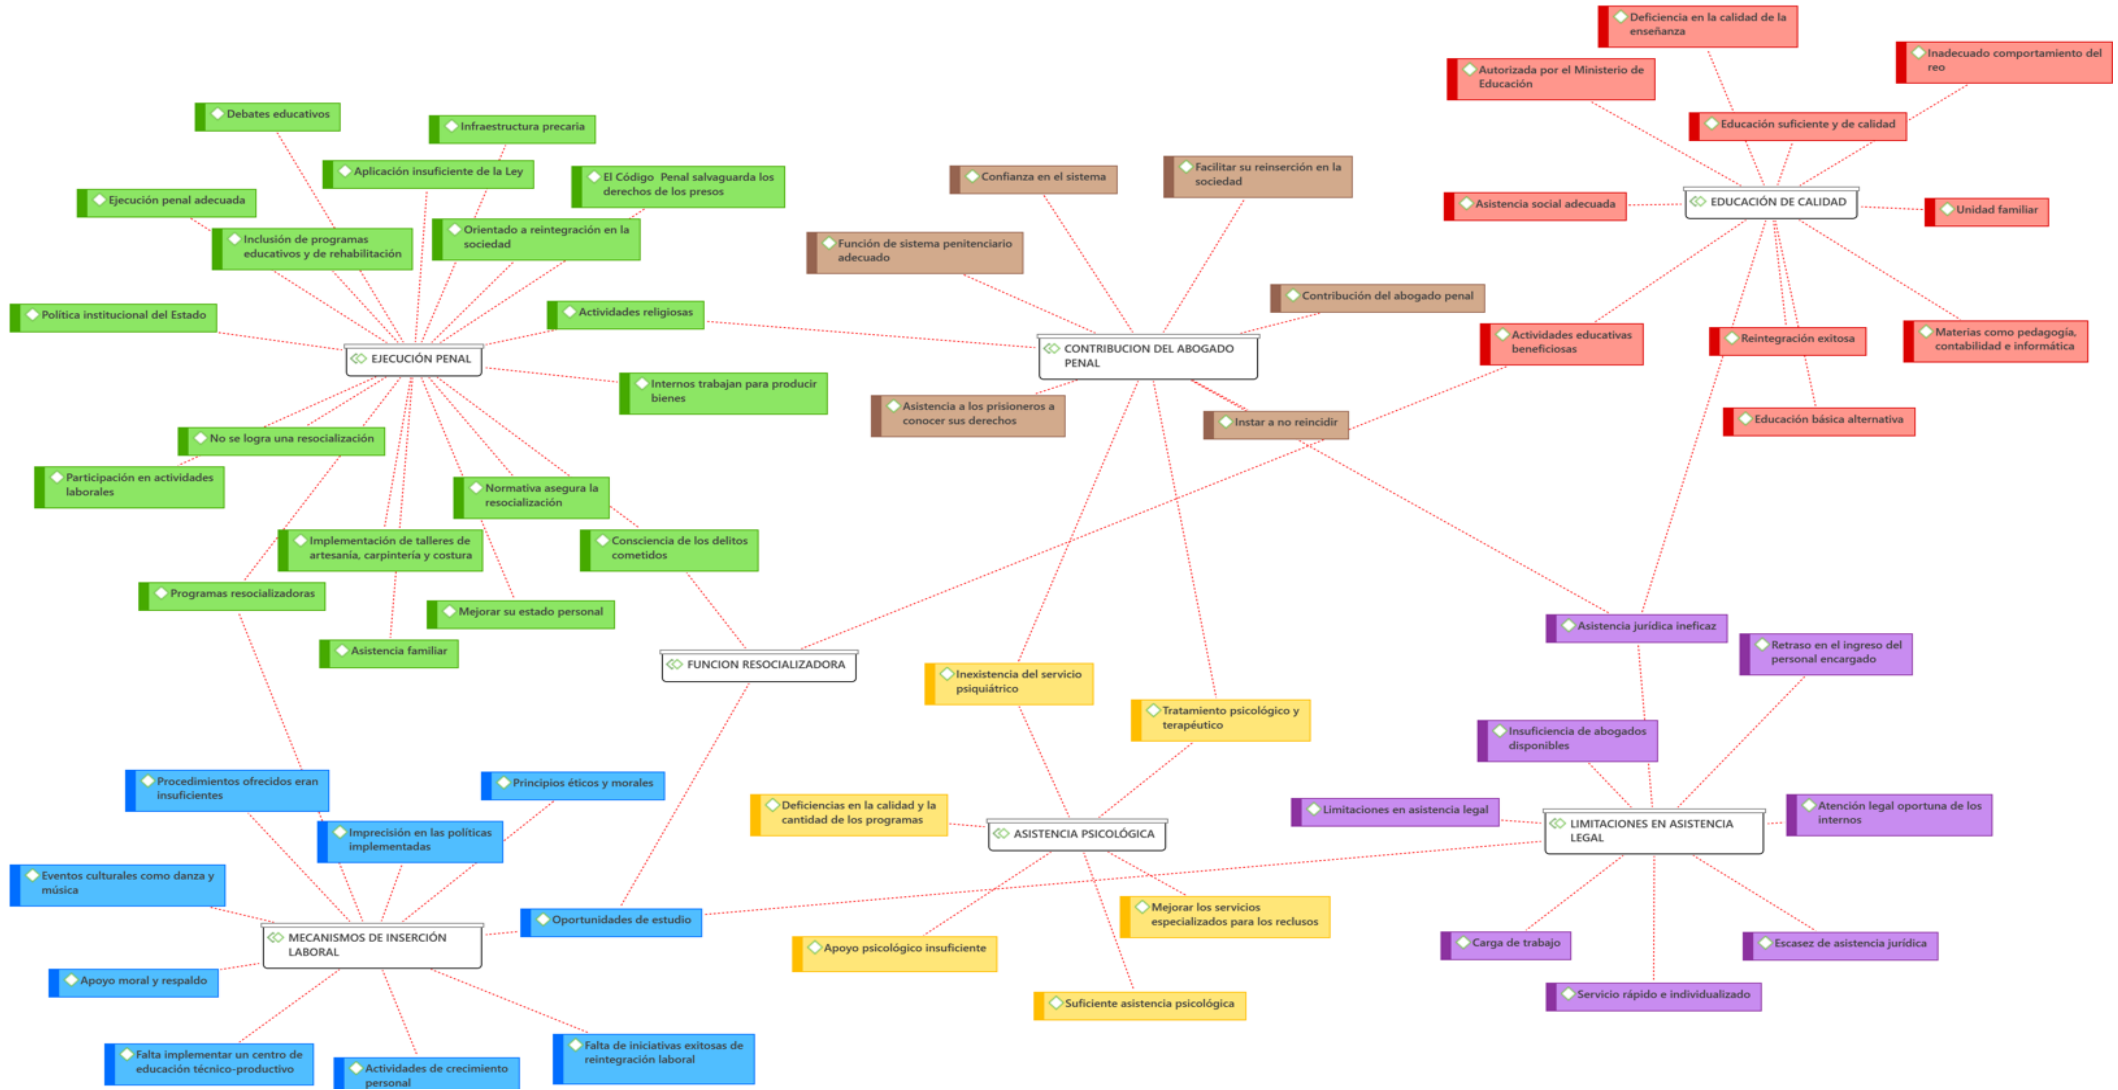 Deficiencia en la calidad de la
enseñanza
Inadecuado comportamiento del
reo
Autorizada por el Ministerio de
Educación
Educación suficiente y de calidad
Asistencia social adecuada
EDUCACIÓN DE CALIDAD
Unidad familiar
Actividades educativas
beneficiosas
Reintegración exitosa
Materias como pedagogía,
contabilidad e informática
Educación básica alternativa
Debates educativos
Infraestructura precaria
Aplicación insuficiente de la Ley
El Código  Penal salvaguarda los
derechos de los presos
Ejecución penal adecuada
Inclusión de programas
educativos y de rehabilitación
Orientado a reintegración en la
sociedad
Política institucional del Estado
Actividades religiosas
EJECUCIÓN PENAL
Internos trabajan para producir
bienes
No se logra una resocialización
Participación en actividades
laborales
Normativa asegura la
resocialización
Implementación de talleres de
artesanía, carpintería y costura
Consciencia de los delitos
cometidos
Programas resocializadoras
Mejorar su estado personal
Asistencia familiar
Confianza en el sistema
Facilitar su reinserción en la
sociedad
Función de sistema penitenciario
adecuado
Contribución del abogado penal
CONTRIBUCION DEL ABOGADO
PENAL
Asistencia a los prisioneros a
conocer sus derechos
Instar a no reincidir
FUNCION RESOCIALIZADORA
Inexistencia del servicio
psiquiátrico
Tratamiento psicológico y
terapéutico
Deficiencias en la calidad y la
cantidad de los programas
ASISTENCIA PSICOLÓGICA
Mejorar los servicios
especializados para los reclusos
Apoyo psicológico insuficiente
Suficiente asistencia psicológica
Asistencia jurídica ineficaz
Retraso en el ingreso del
personal encargado
Insuficiencia de abogados
disponibles
Limitaciones en asistencia legal
Atención legal oportuna de los
internos
LIMITACIONES EN ASISTENCIA
LEGAL
Carga de trabajo
Escasez de asistencia jurídica
Servicio rápido e individualizado
Procedimientos ofrecidos eran
insuficientes
Principios éticos y morales
Imprecisión en las políticas
implementadas
Eventos culturales como danza y
música
Oportunidades de estudio
MECANISMOS DE INSERCIÓN
LABORAL
Apoyo moral y respaldo
Falta implementar un centro de
educación técnico-productivo
Actividades de crecimiento
personal
Falta de iniciativas exitosas de
reintegración laboral